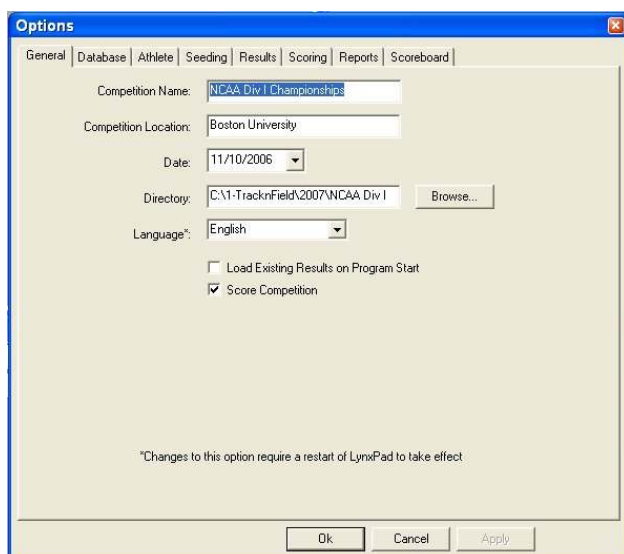 Options
General Database Athlete Seeding Results Scoring Reports Scoreboard
Competition Name: NCAA Div I Championships
Competition Location: Boston University
Date: 11/10/2006
Directory: C:\1-TracknField\2007\NCAA Div I Browse...
Language*: English
Load Existing Results on Program Start
Score Competition
*Changes to this option require a restart of LynxPad to take effect
Ok Cancel Apply